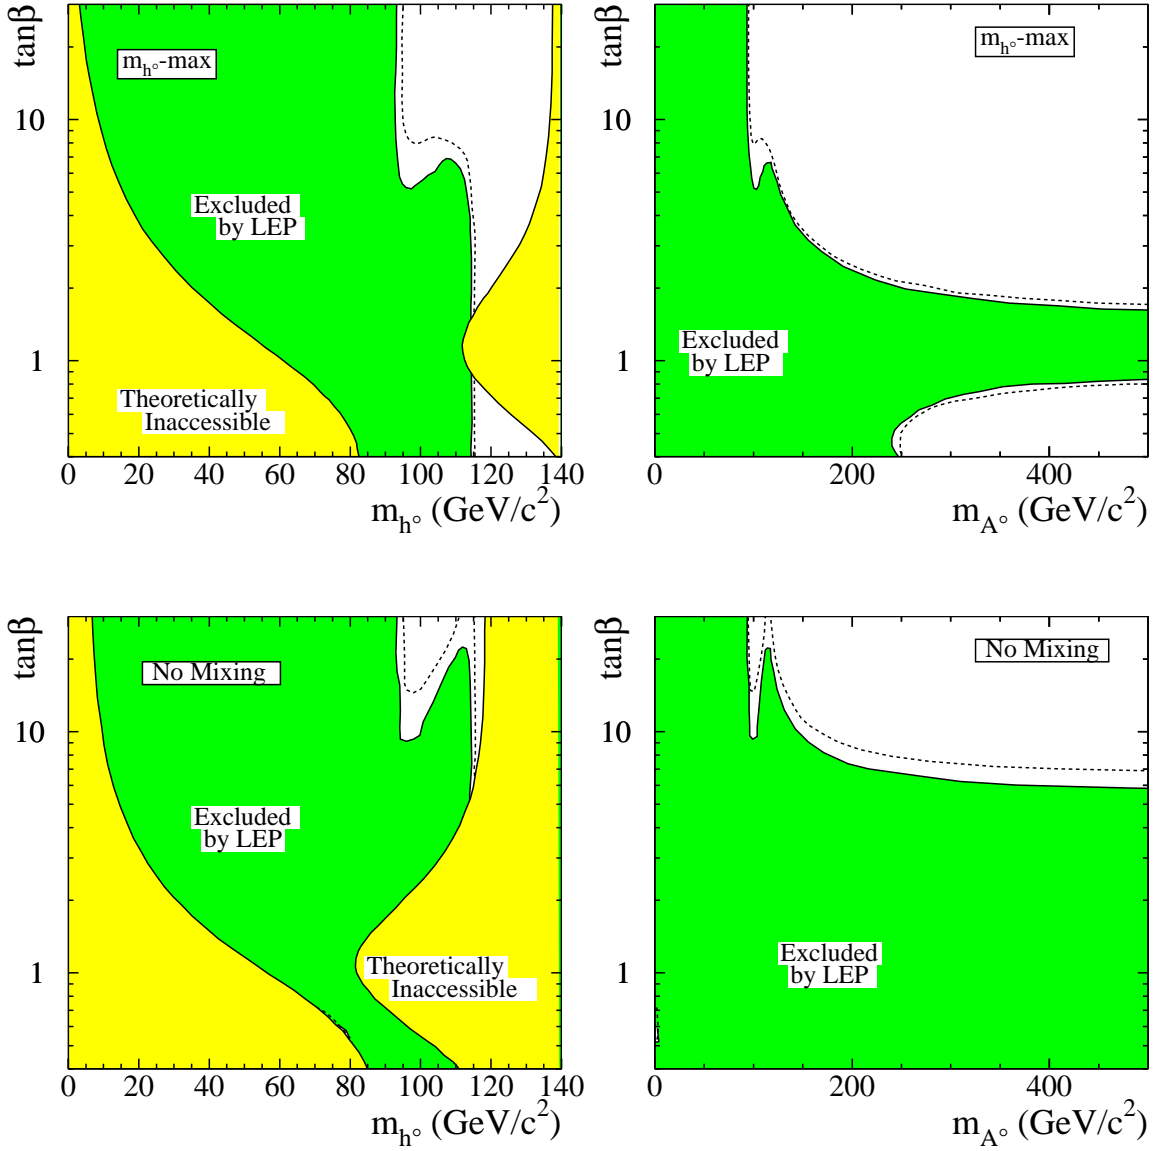 tanβ
10
1
m_h°-max
Excluded
by LEP
Theoretically
Inaccessible
0 20 40 60 80 100 120 140
m_h° (GeV/c²)
tanβ
10
1
m_h°-max
Excluded
by LEP
0 200 400
m_A° (GeV/c²)
tanβ
10
1
No Mixing
Excluded
by LEP
Theoretically
Inaccessible
0 20 40 60 80 100 120 140
m_h° (GeV/c²)
tanβ
10
1
No Mixing
Excluded
by LEP
0 200 400
m_A° (GeV/c²)